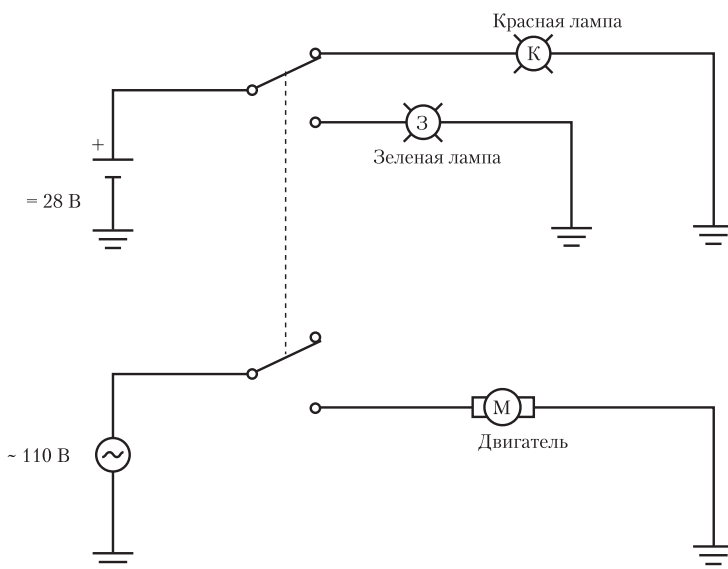 Красная лампа
К
+
З
Зеленая лампа
= 28 В
М
~ 110 В
Двигатель